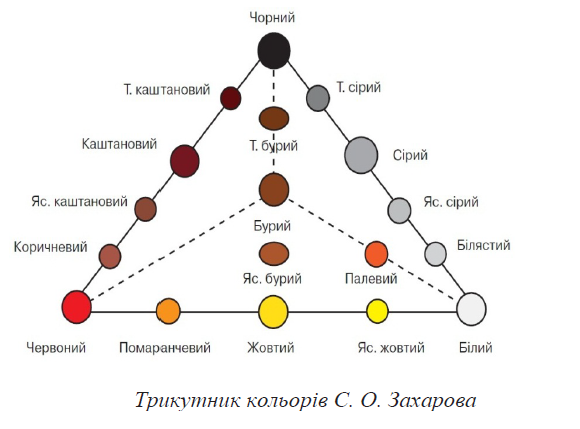 Чорний
Т. каштановий
Т. сірий
Каштановий
Т. бурий
Сірий
Яс. каштановий
Яс. сірий
Бурий
Коричневий
Білястий
Яс. бурий
Палевий
Червоний
Помаранчевий
Жовтий
Яс. жовтий
Білий
Трикутник кольорів С. О. Захарова